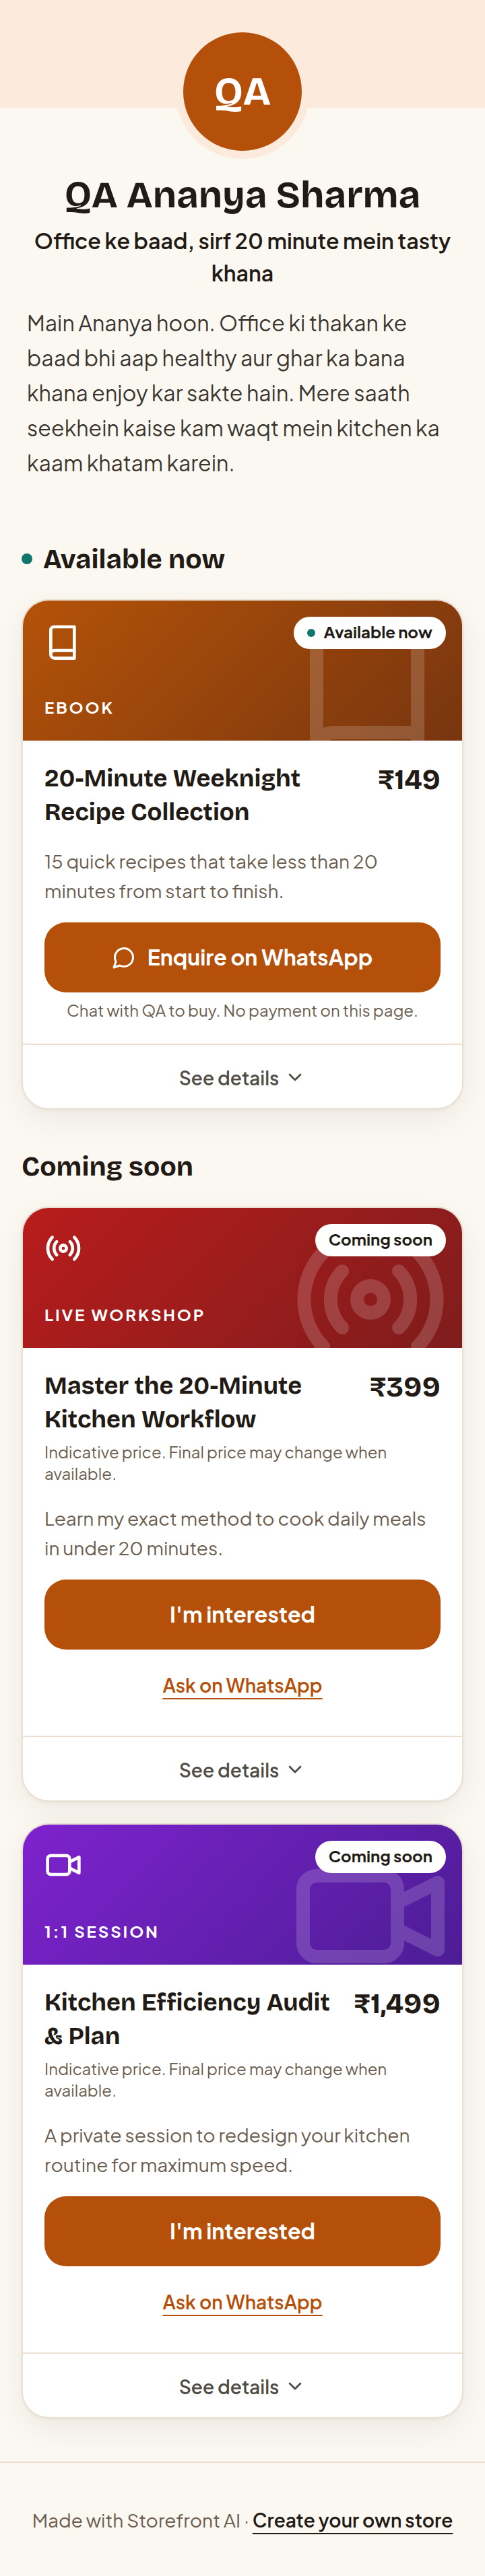 QA
QA Ananya Sharma
Office ke baad, sirf 20 minute mein tasty
khana
Main Ananya hoon. Office ki thakan ke
baad bhi aap healthy aur ghar ka bana
khana enjoy kar sakte hain. Mere saath
seekhein kaise kam waqt mein kitchen ka
kaam khatam karein.
Available now
Available now
EBOOK
20-Minute Weeknight
Recipe Collection
₹149
15 quick recipes that take less than 20
minutes from start to finish.
Enquire on WhatsApp
Chat with QA to buy. No payment on this page.
See details
Coming soon
Coming soon
LIVE WORKSHOP
Master the 20-Minute
Kitchen Workflow
₹399
Indicative price. Final price may change when
available.
Learn my exact method to cook daily meals
in under 20 minutes.
I'm interested
Ask on WhatsApp
See details
Coming soon
1:1 SESSION
Kitchen Efficiency Audit
& Plan
₹1,499
Indicative price. Final price may change when
available.
A private session to redesign your kitchen
routine for maximum speed.
I'm interested
Ask on WhatsApp
See details
Made with Storefront AI · Create your own store